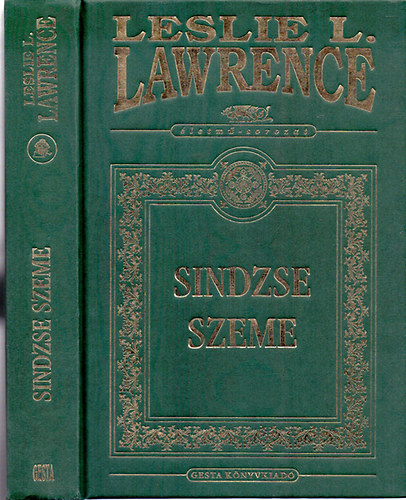 LESLIE L.
LAWRENCE
SINDZSE SZEME
GESTA
LESLIE L.
LAWRENCE
életmű-sorozat
SINDZSE
SZEME
GESTA KÖNYVKIADÓ